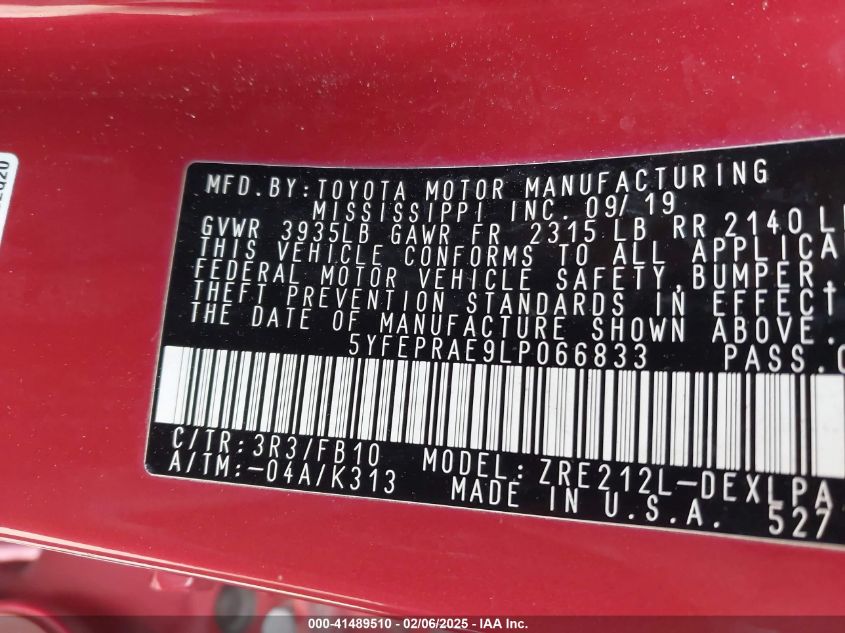 MFD.BY:TOYOTA MOTOR MANUFACTURING
MISSISSIPPI INC. 09/19
GVWR 3935LB GAWR FR 2315LB RR 2140
THIS VEHICLE CONFORMS TO ALL
FEDERAL MOTOR VEHICLE SAFETY,BUMPER,
THEFT PREVENTION STANDARDS IN EFFECT
THE DATE OF MANUFACTURE SHOWN ABOVE.
5YFEPRAE9LP066833 PASS.
C/TR:3R3/FB10 MODEL:ZRE212L-DEXLPA
A/TM:-04A/K313 MADE IN U.S.A. 527
000-41489510 - 02/06/2025 - IAA Inc.